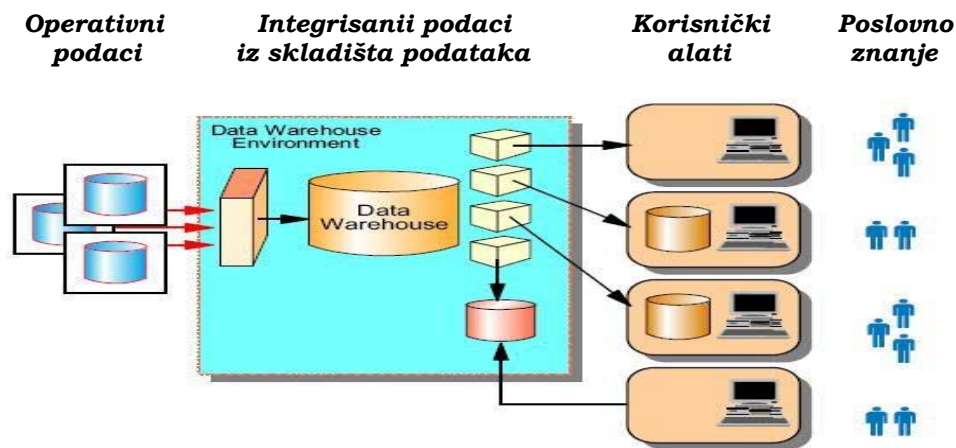 Operativni
podaci
Integrisanii podaci
iz skladišta podataka
Korisnički
alati
Poslovno
znanje
Data Warehouse
Environment
Data
Warehouse